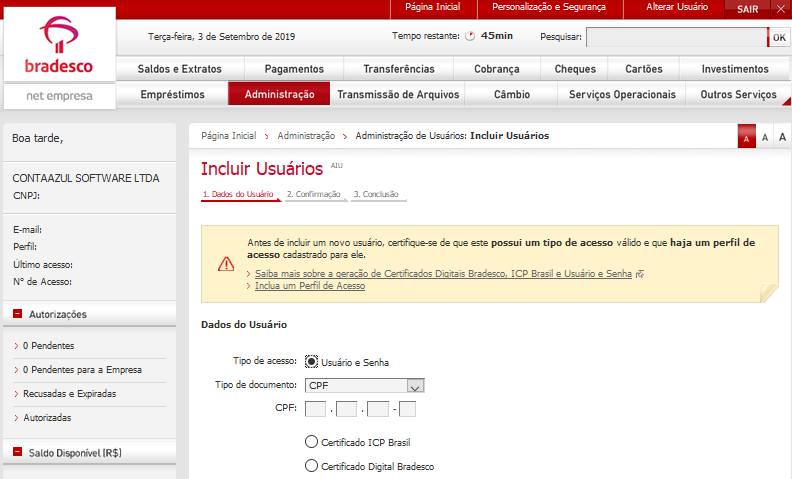 Página Inicial
Personalização e Segurança
Alterar Usuário
SAIR
bradesco
net empresa
Terça-feira, 3 de Setembro de 2019
Tempo restante: 45min
Pesquisar:
OK
Saldos e Extratos
Pagamentos
Transferências
Cobrança
Cheques
Cartões
Investimentos
Empréstimos
Administração
Transmissão de Arquivos
Câmbio
Serviços Operacionais
Outros Serviços
Boa tarde,
CONTAAZUL SOFTWARE LTDA
CNPJ:
E-mail:
Perfil:
Último acesso:
N° de Acesso:
Autorizações
0 Pendentes
0 Pendentes para a Empresa
Recusadas e Expiradas
Autorizadas
Saldo Disponível (R$)
Página Inicial > Administração > Administração de Usuários: Incluir Usuários
A A A
Incluir Usuários AIU
1. Dados do Usuário
2. Confirmação
3. Conclusão
Antes de incluir um novo usuário, certifique-se de que este possui um tipo de acesso válido e que haja um perfil de
acesso cadastrado para ele.
> Saiba mais sobre a geração de Certificados Digitais Bradesco, ICP Brasil e Usuário e Senha
> Inclua um Perfil de Acesso
Dados do Usuário
Tipo de acesso: Usuário e Senha
Tipo de documento: CPF
CPF: . . -
Certificado ICP Brasil
Certificado Digital Bradesco